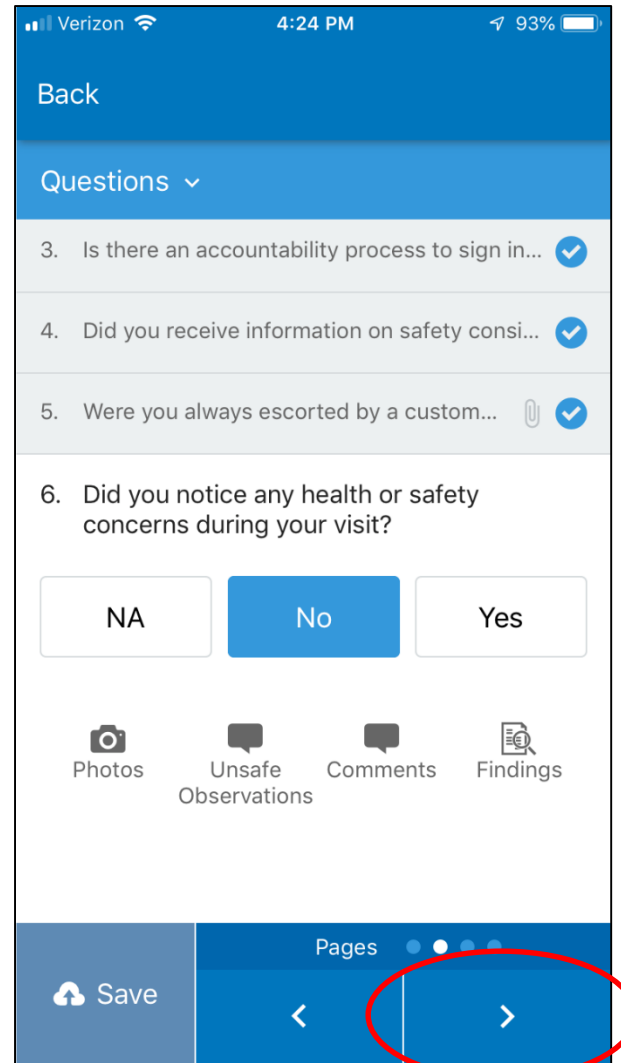 Verizon 4:24 PM 93%
Back
Questions
3. Is there an accountability process to sign in...
4. Did you receive information on safety consi...
5. Were you always escorted by a custom...
6. Did you notice any health or safety
concerns during your visit?
NA No Yes
Photos Unsafe Comments Findings
Observations
Pages
Save < >